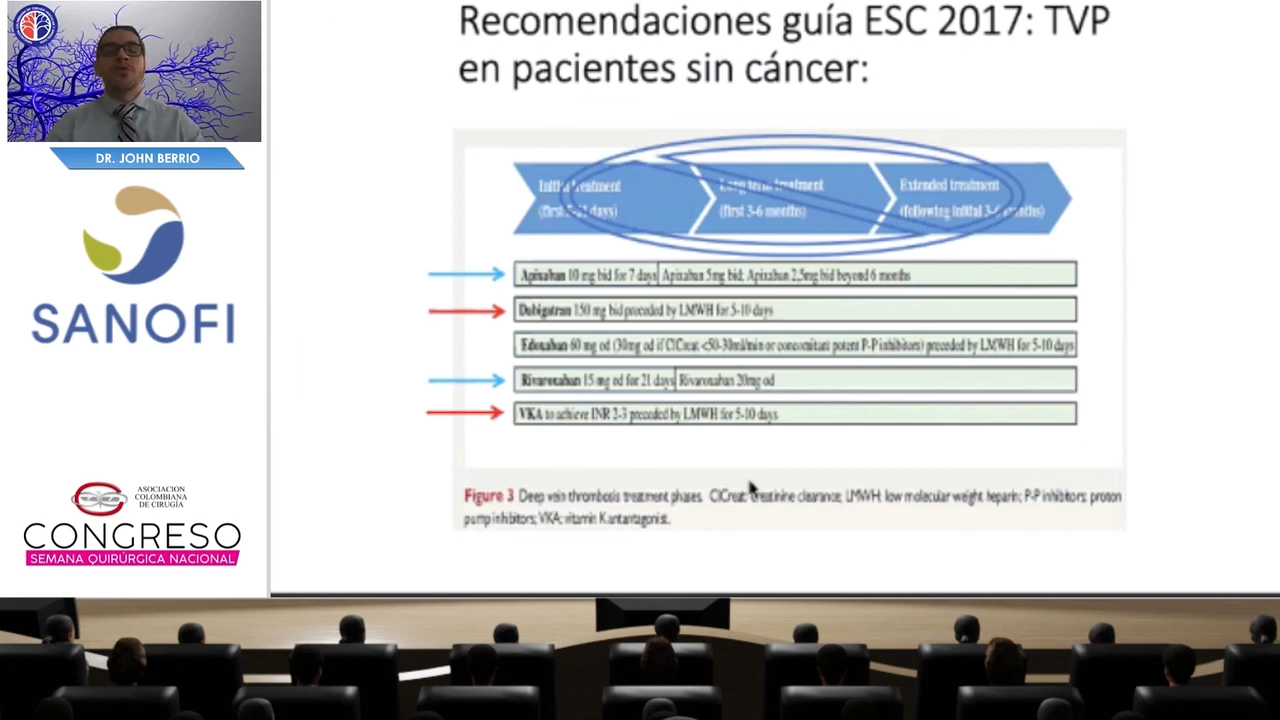 Recomendaciones guía ESC 2017: TVP
en pacientes sin cáncer:
DR. JOHN BERRIO
SANOFI
ASOCIACION
COLOMBIANA
DE CIRUGÍA
CONGRESO
SEMANA QUIRÚRGICA NACIONAL
Initial treatment
(first 5-21 days)
Long term treatment
(first 3-6 months)
Extended treatment
(following initial 3-6 months)
Apixaban 10 mg bid for 7 days Apixaban 5mg bid; Apixaban 2,5mg bid beyond 6 months
Dabigatran 150 mg bid preceded by LMWH for 5-10 days
Edoxaban 60 mg od (30mg od if ClCreat <50-30ml/min or concomitant potent P-P inhibitors) preceded by LMWH for 5-10 days
Rivaroxaban 15 mg od for 21 days Rivaroxaban 20mg od
VKA to achieve INR 2-3 preceded by LMWH for 5-10 days
Figure 3 Deep vein thrombosis treatment phases. ClCreat: creatinine clearance; LMWH: low molecular weight heparin; P-P inhibitors: proton
pump inhibitors; VKA: vitamin K antagonist.